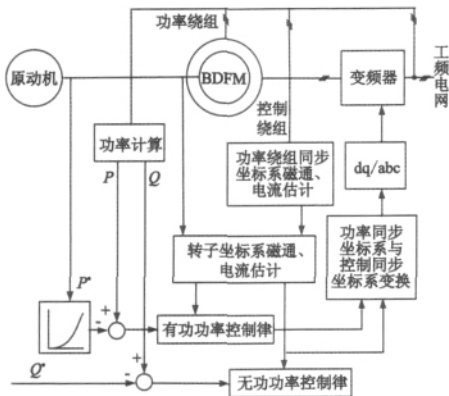 功率绕组
原动机
BDFM
变频器
工频电网
控制
绕组
功率计算
P
Q
功率绕组同步
坐标系磁通、
电流估计
dq/abc
转子坐标系磁通、
电流估计
功率同步
坐标系与
控制同步
坐标系变换
P*
+
-
有功功率控制律
+
Q*
-
无功功率控制律